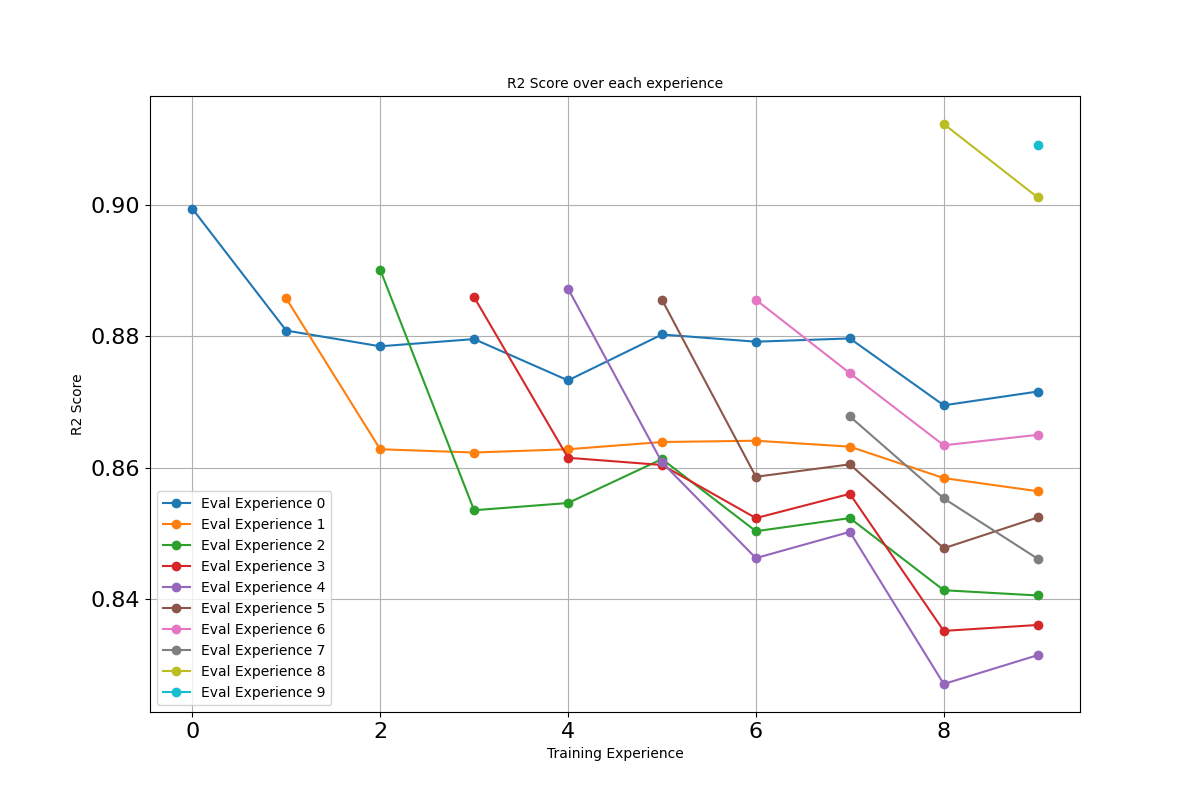 R2 Score over each experience
R2 Score
0.90
0.88
0.86
0.84
Eval Experience 0
Eval Experience 1
Eval Experience 2
Eval Experience 3
Eval Experience 4
Eval Experience 5
Eval Experience 6
Eval Experience 7
Eval Experience 8
Eval Experience 9
0 2 4 6 8
Training Experience